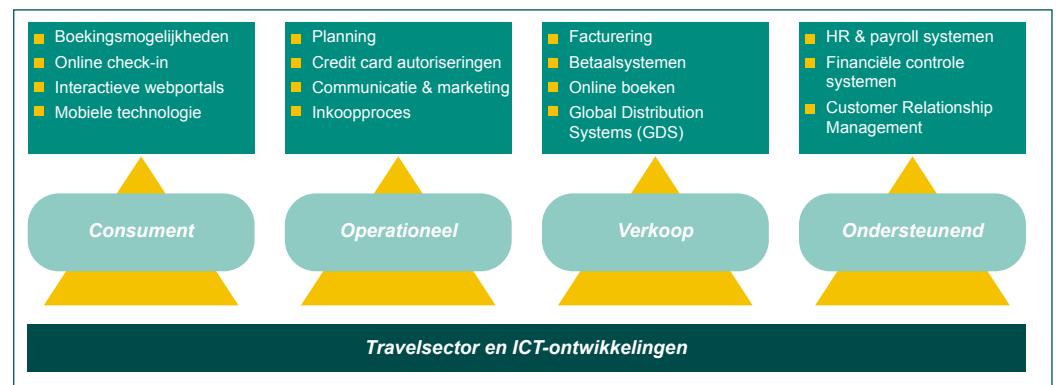 Boekingsmogelijkheden
Online check-in
Interactieve webportals
Mobiele technologie
Planning
Credit card autoriseringen
Communicatie & marketing
Inkoopproces
Facturering
Betaalsystemen
Online boeken
Global Distribution
Systems (GDS)
HR & payroll systemen
Financiële controle
systemen
Customer Relationship
Management
Consument
Operationeel
Verkoop
Ondersteunend
Travelsector en ICT-ontwikkelingen